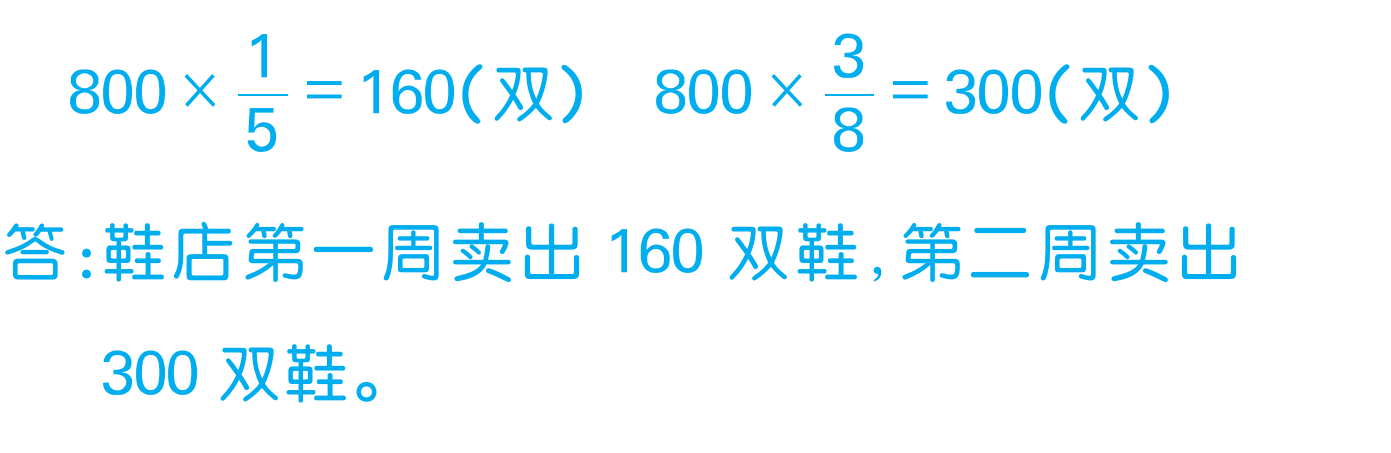 800 × 1/5 = 160(双) 800 × 3/8 = 300(双)
答:鞋店第一周卖出 160 双鞋,第二周卖出
300 双鞋。